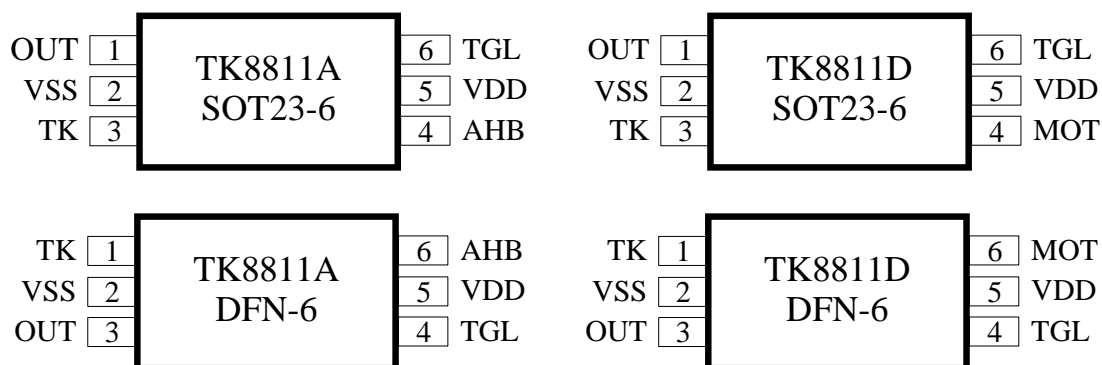 OUT 1 TK8811A 6 TGL
VSS 2 SOT23-6 5 VDD
TK 3 4 AHB
OUT 1 TK8811D 6 TGL
VSS 2 SOT23-6 5 VDD
TK 3 4 MOT
TK 1 TK8811A 6 AHB
VSS 2 DFN-6 5 VDD
OUT 3 4 TGL
TK 1 TK8811D 6 MOT
VSS 2 DFN-6 5 VDD
OUT 3 4 TGL